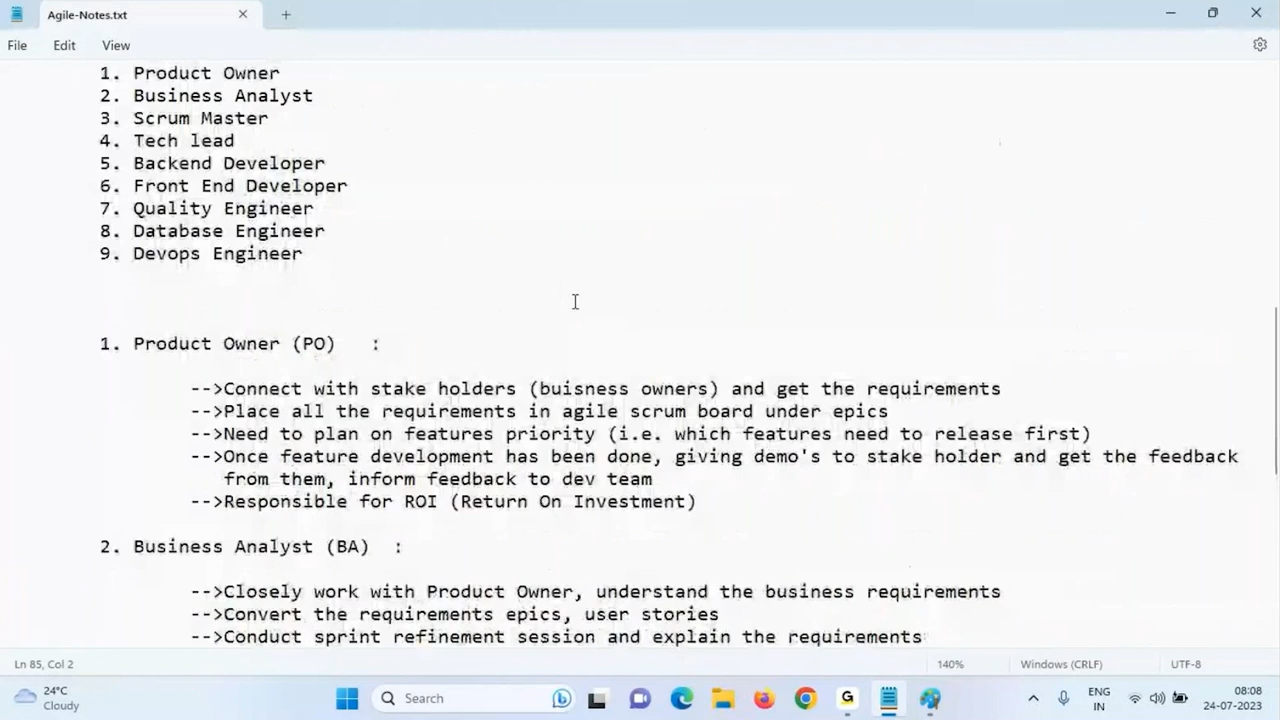 Agile-Notes.txt
File Edit View
1. Product Owner
2. Business Analyst
3. Scrum Master
4. Tech lead
5. Backend Developer
6. Front End Developer
7. Quality Engineer
8. Database Engineer
9. Devops Engineer
1. Product Owner (PO) :
-->Connect with stake holders (buisness owners) and get the requirements
-->Place all the requirements in agile scrum board under epics
-->Need to plan on features priority (i.e. which features need to release first)
-->Once feature development has been done, giving demo's to stake holder and get the feedback
from them, inform feedback to dev team
-->Responsible for ROI (Return On Investment)
2. Business Analyst (BA) :
-->Closely work with Product Owner, understand the business requirements
-->Convert the requirements epics, user stories
-->Conduct sprint refinement session and explain the requirements
Ln 85, Col 2 140% Windows (CRLF) UTF-8
24°C
Cloudy
Search
ENG
IN
08:08
24-07-2023